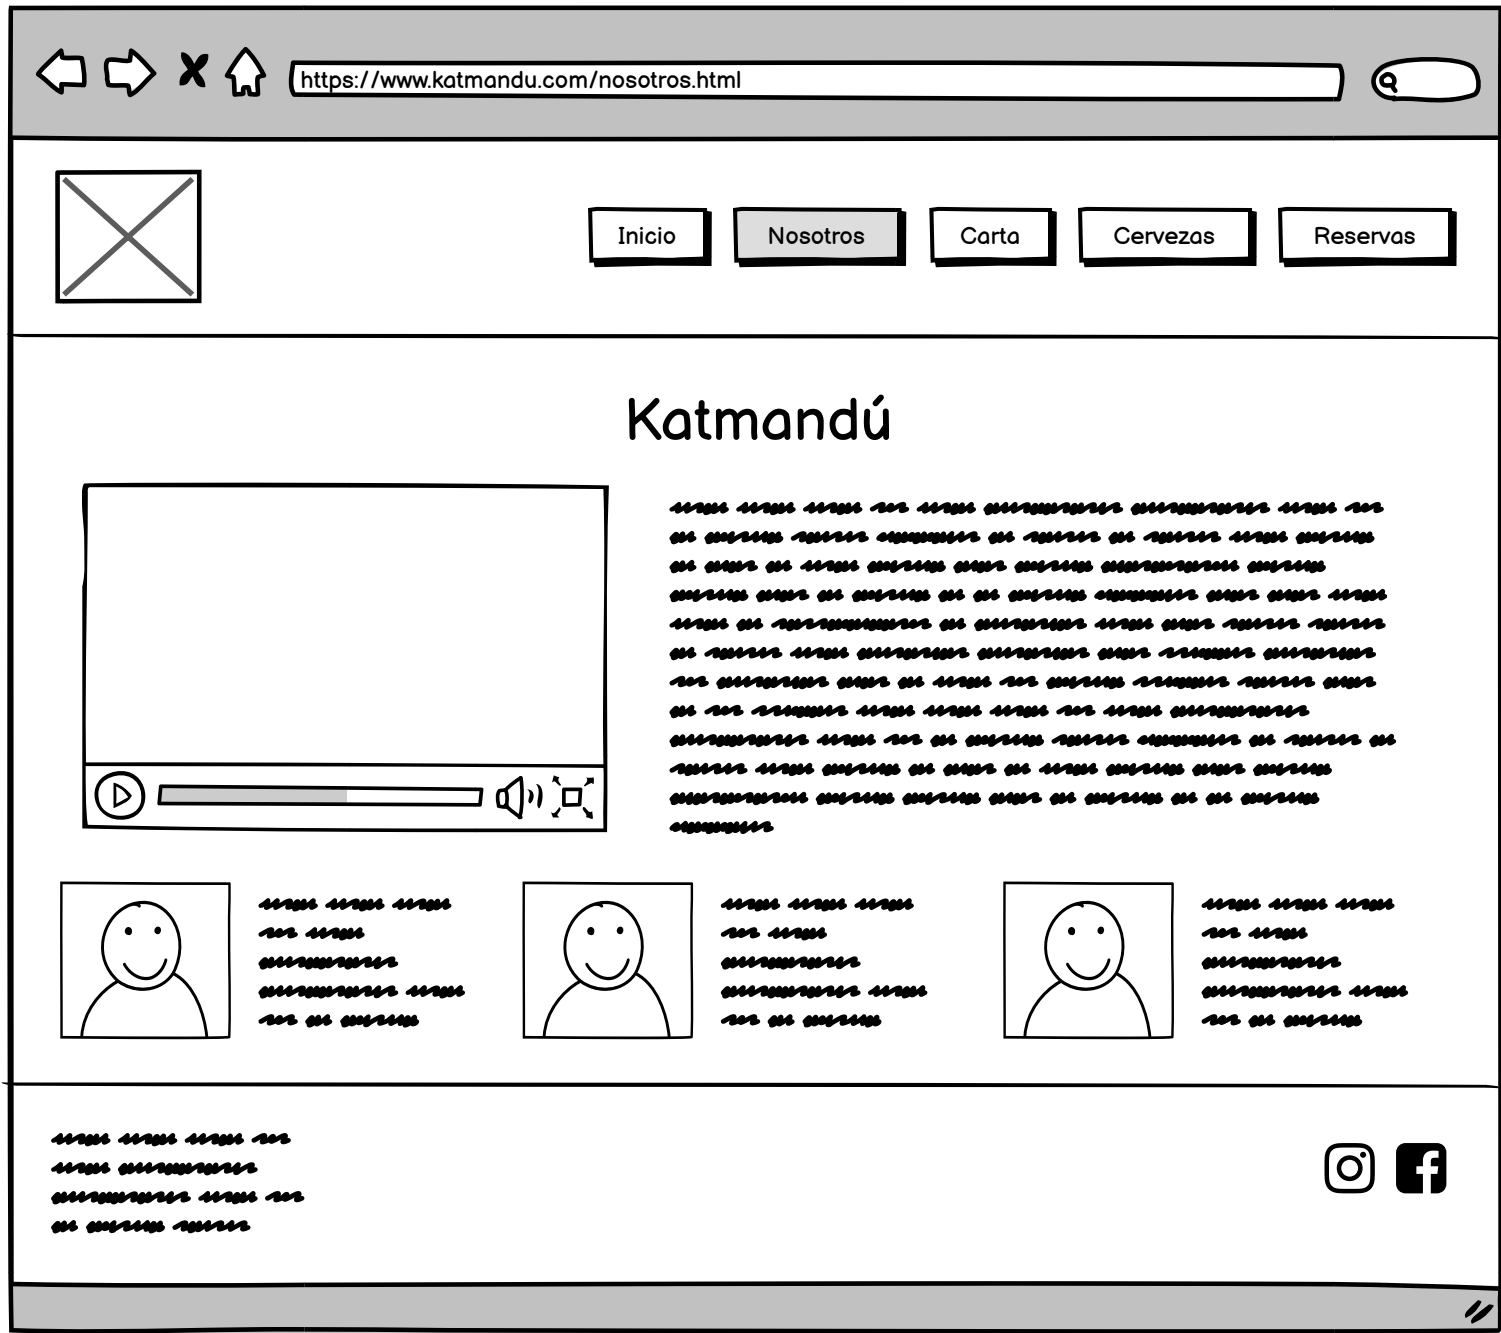 https://www.katmandu.com/nosotros.html
Inicio
Nosotros
Carta
Cervezas
Reservas
Katmandú